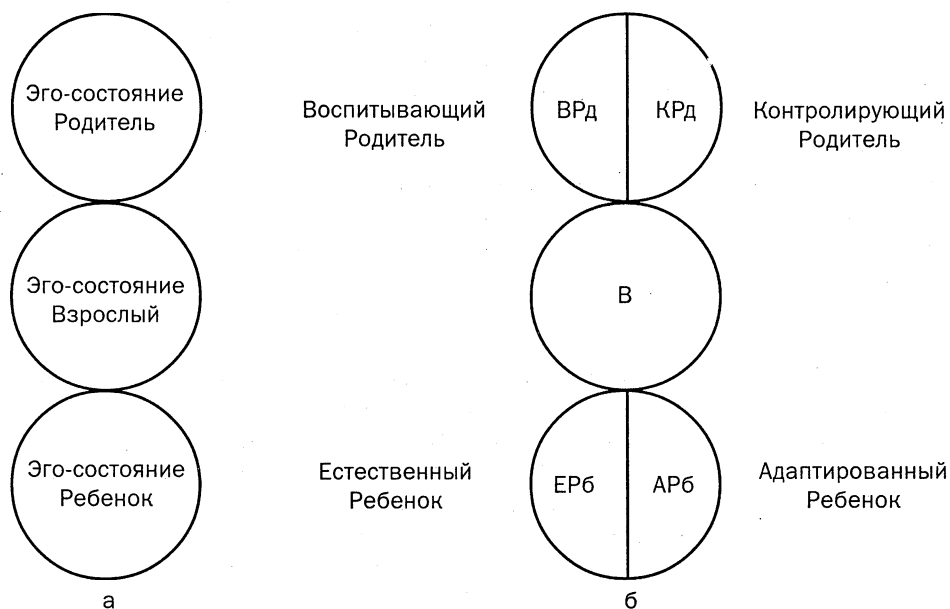 Эго-состояние
Родитель
Воспитывающий
Родитель
ВРд
КРд
Контролирующий
Родитель
Эго-состояние
Взрослый
В
Эго-состояние
Ребенок
Естественный
Ребенок
ЕРб
АРб
Адаптированный
Ребенок
а
б